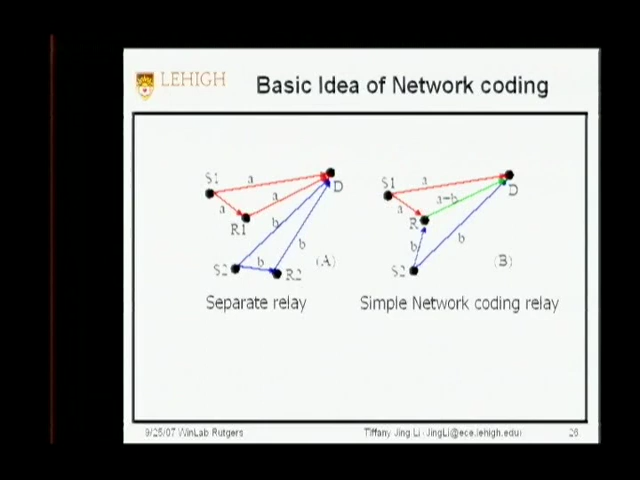 LEHIGH
Basic Idea of Network coding
S1
a
D
a
a
R1
b
b
S2
b
R2
(A)
Separate relay
S1
a
D
a
R
b
b
S2
(B)
Simple Network coding relay
9/25/07 WinLab Rutgers
Tiffany Jing Li (JingLi@ece.lehigh.edu)
26